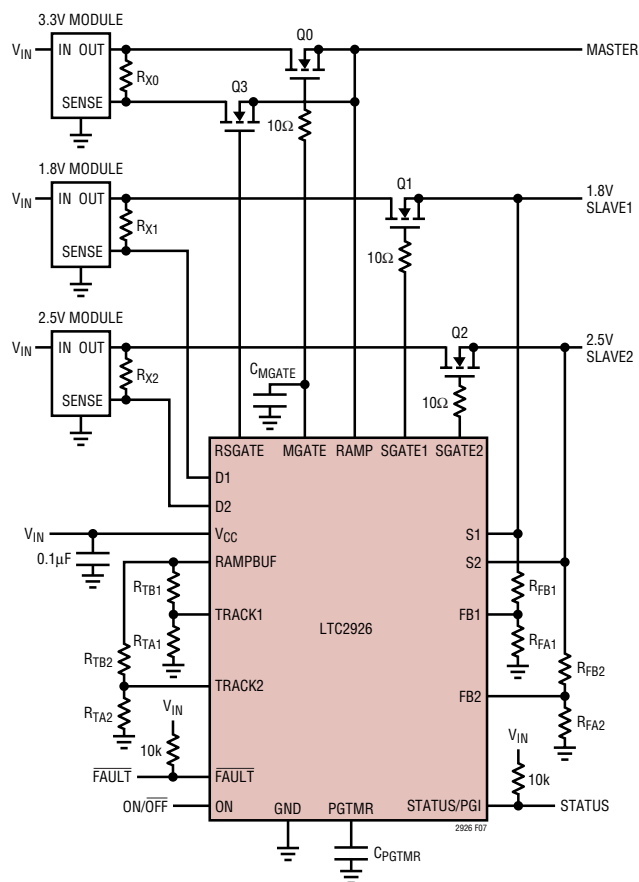 3.3V MODULE
Q0
VIN
IN OUT
MASTER
RX0
Q3
SENSE
10Ω
1.8V MODULE
Q1
VIN
IN OUT
1.8V
SLAVE1
RX1
SENSE
10Ω
2.5V MODULE
Q2
VIN
IN OUT
2.5V
SLAVE2
RX2
CMGATE
SENSE
10Ω
RSGATE MGATE RAMP SGATE1 SGATE2
D1
D2
VIN
VCC
S1
0.1µF
RAMPBUF
S2
RTB1
RFB1
TRACK1
LTC2926
FB1
RTA1
RFA1
RTB2
RFB2
TRACK2
FB2
RTA2
RFA2
VIN
VIN
10k
10k
FAULT
FAULT
ON/OFF
ON
GND
PGTMR
STATUS/PGI
STATUS
2926 F07
CPGTMR